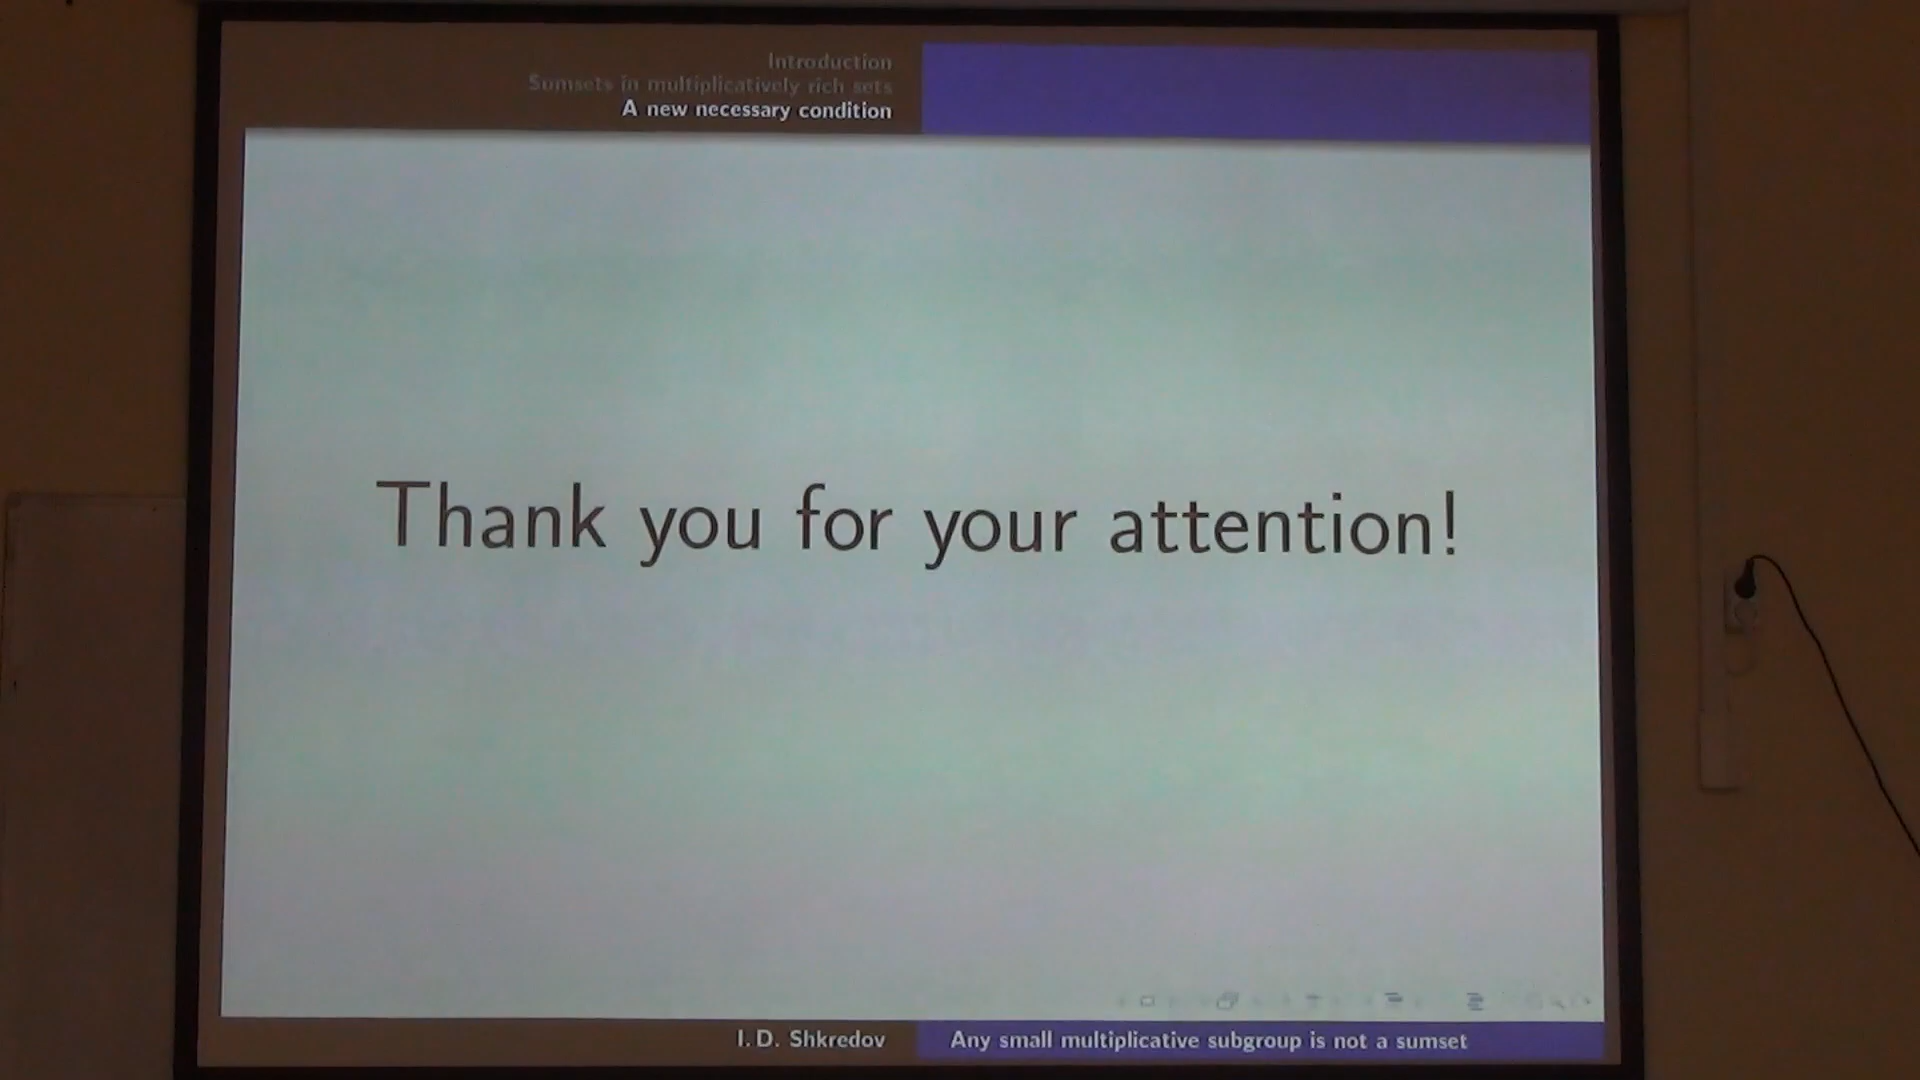 Introduction
Sumsets in multiplicatively rich sets
A new necessary condition
Thank you for your attention!
I. D. Shkredov
Any small multiplicative subgroup is not a sumset